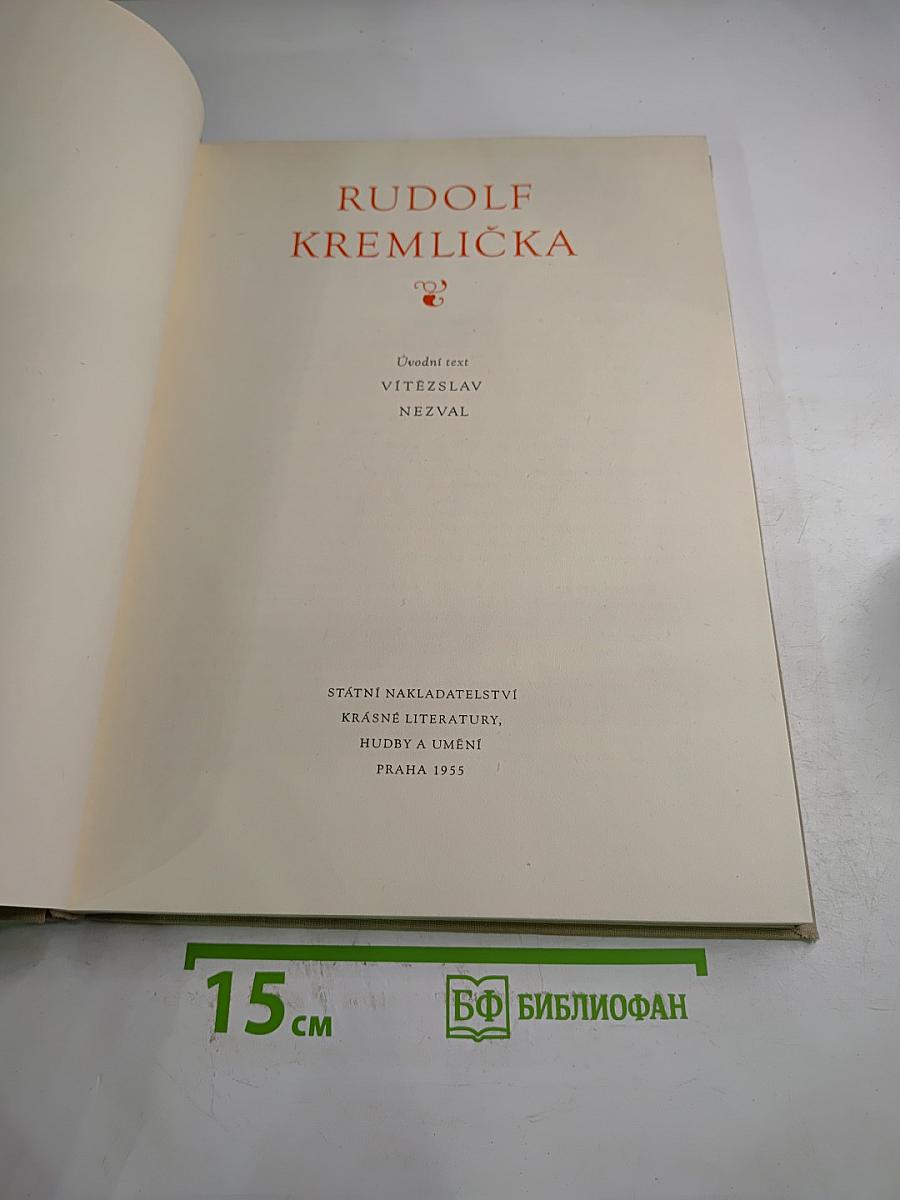 RUDOLF
KREMLIČKA
Úvodní text
VÍTĚZSLAV
NEZVAL
STÁTNÍ NAKLADATELSTVÍ
KRÁSNÉ LITERATURY,
HUDBY A UMĚNÍ
PRAHA 1955
15 см
БФ БИБЛИОФАН